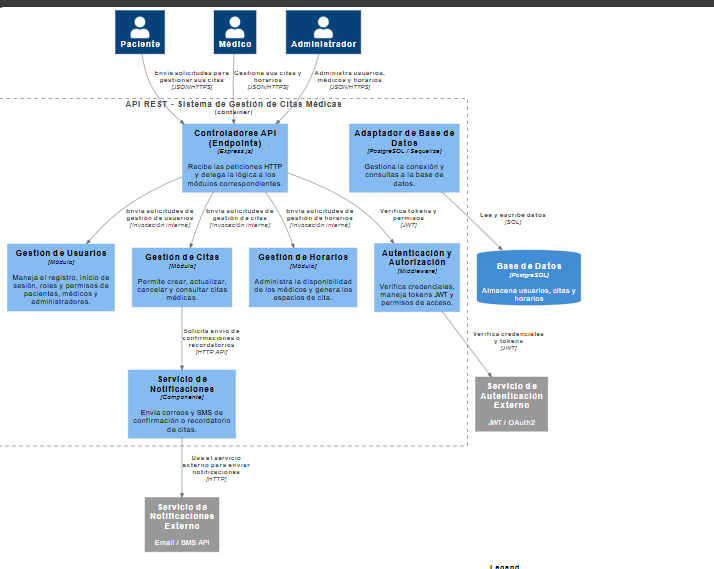 Paciente
Médico
Administrador
Envía solicitudes para
gestionar sus citas
[JSON/HTTPS]
Gestiona sus citas y
horarios
[JSON/HTTPS]
Administra usuarios,
médicos y horarios
[JSON/HTTPS]
API REST - Sistema de Gestión de Citas Médicas
[container]
Controladores API
(Endpoints)
[Express.js]
Recibe las peticiones HTTP
y delega la lógica a los
módulos correspondientes.
Adaptador de Base de
Datos
[PostgreSQL / Sequelize]
Gestiona la conexión y
consultas a la base de
datos.
Envía solicitudes de
gestión de usuarios
[Invocación interna]
Envía solicitudes de
gestión de citas
[Invocación interna]
Envía solicitudes de
gestión de horarios
[Invocación interna]
Verifica tokens y
permisos
[JWT]
Lee y escribe datos
[SQL]
Gestión de Usuarios
[Módulo]
Maneja el registro, inicio de
sesión, roles y permisos de
pacientes, médicos y
administradores.
Gestión de Citas
[Módulo]
Permite crear, actualizar,
cancelar y consultar citas
médicas.
Gestión de Horarios
[Módulo]
Administra la disponibilidad
de los médicos y genera los
espacios de cita.
Autenticación y
Autorización
[Middleware]
Verifica credenciales,
maneja tokens JWT y
permisos de acceso.
Base de Datos
[PostgreSQL]
Almacena usuarios, citas y
horarios
Solicita envío de
confirmaciones o
recordatorios
[HTTP API]
Verifica credenciales
y tokens
[JWT]
Servicio de
Notificaciones
[Componente]
Envía correos y SMS de
confirmación o recordatorio
de citas.
Servicio de
Autenticación
Externo
JWT / OAuth2
Usa el servicio
externo para enviar
notificaciones
[HTTP]
Servicio de
Notificaciones
Externo
Email / SMS API
Legend